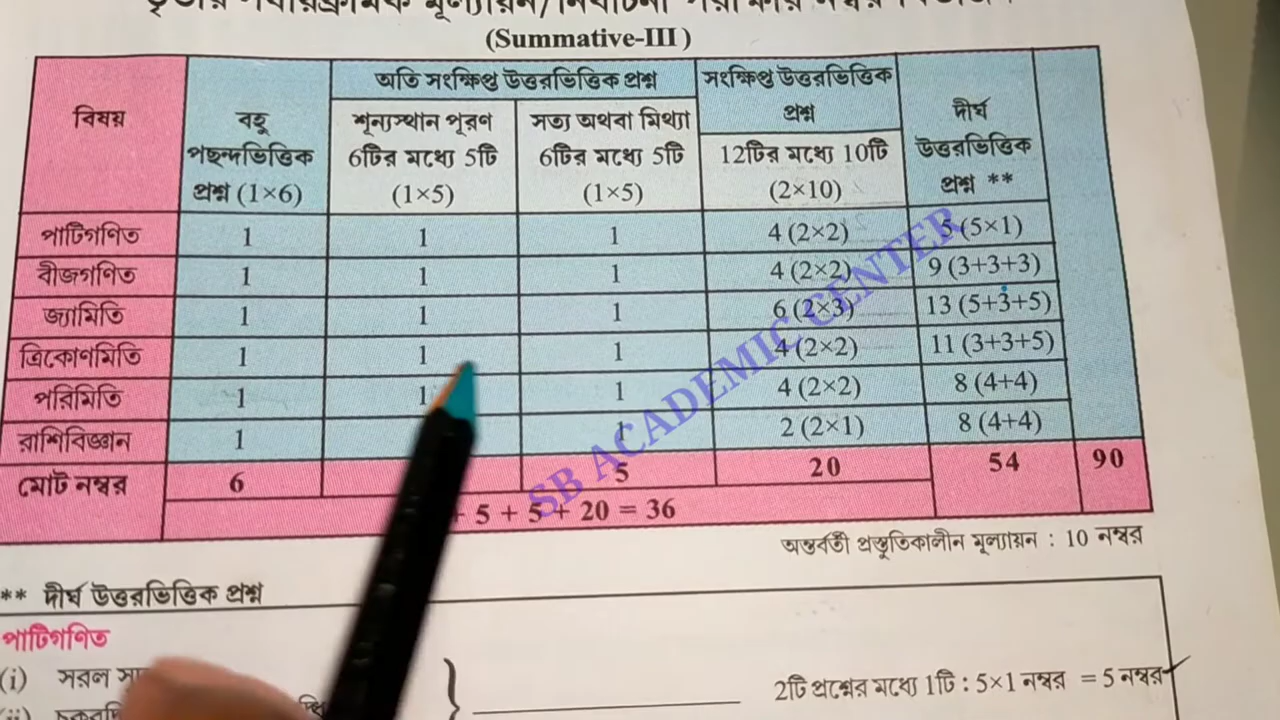 (Summative-III)
বিষয় | বহু পছন্দভিত্তিক প্রশ্ন (1×6) | অতি সংক্ষিপ্ত উত্তরভিত্তিক প্রশ্ন | সংক্ষিপ্ত উত্তরভিত্তিক প্রশ্ন | দীর্ঘ উত্তরভিত্তিক প্রশ্ন **
শূন্যস্থান পূরণ 6টির মধ্যে 5টি (1×5) | সত্য অথবা মিথ্যা 6টির মধ্যে 5টি (1×5) | 12টির মধ্যে 10টি (2×10)
পাটিগণিত 1 1 1 4 (2×2) 5 (5×1)
বীজগণিত 1 1 1 4 (2×2) 9 (3+3+3)
জ্যামিতি 1 1 1 6 (2×3) 13 (5+3+5)
ত্রিকোণমিতি 1 1 1 4 (2×2) 11 (3+3+5)
পরিমিতি 1 1 1 4 (2×2) 8 (4+4)
রাশিবিজ্ঞান 1 1 2 (2×1) 8 (4+4)
মোট নম্বর 6 5 20 54 90
+ 5 + 5 + 20 = 36
SB ACADEMIC CENTER
অন্তর্বর্তী প্রস্তুতিকালীন মূল্যায়ন : 10 নম্বর
** দীর্ঘ উত্তরভিত্তিক প্রশ্ন
পাটিগণিত
(i) সরল
2টি প্রশ্নের মধ্যে 1টি : 5×1 নম্বর = 5 নম্বর